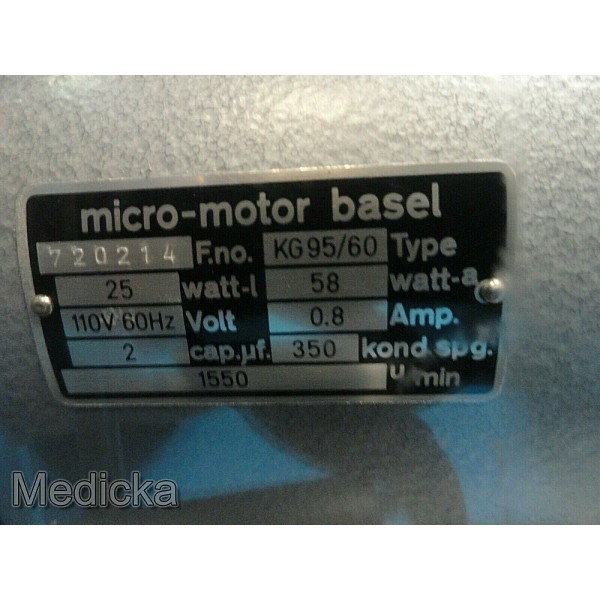 micro-motor basel
720214 F.no. KG95/60 Type
25 watt-l 58 watt-a
110V 60Hz Volt 0.8 Amp.
2 cap.µf. 350 kond.spg.
1550 u min
Medicka